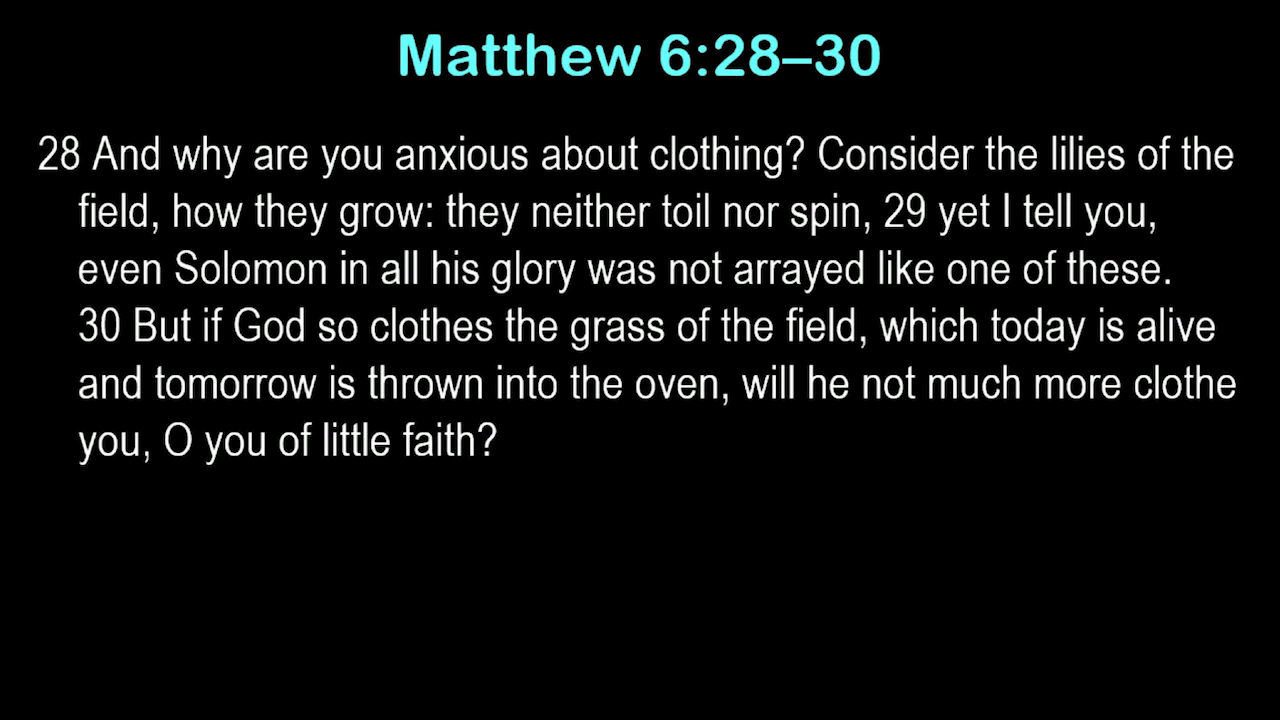 Matthew 6:28–30
28 And why are you anxious about clothing? Consider the lilies of the
field, how they grow: they neither toil nor spin, 29 yet I tell you,
even Solomon in all his glory was not arrayed like one of these.
30 But if God so clothes the grass of the field, which today is alive
and tomorrow is thrown into the oven, will he not much more clothe
you, O you of little faith?